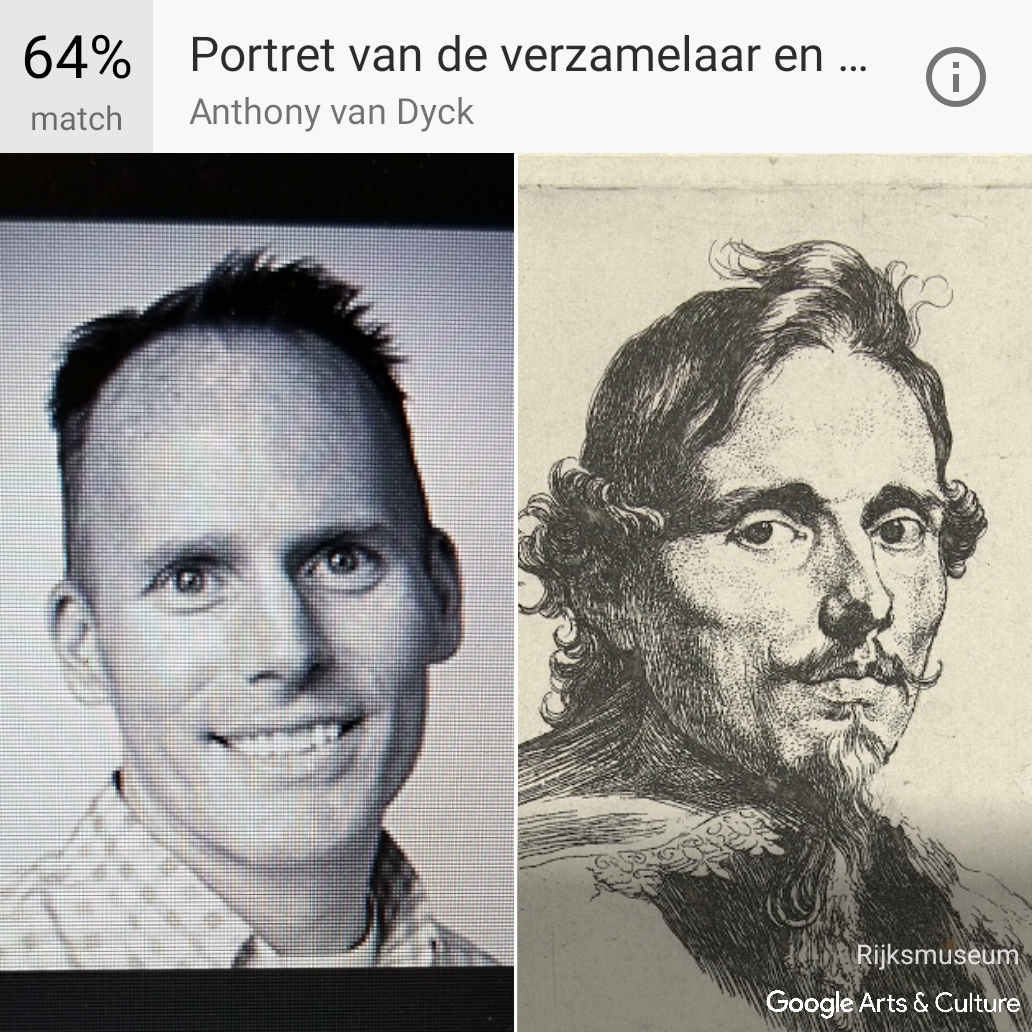 64%
match
Portret van de verzamelaar en ...
Anthony van Dyck
Rijksmuseum
Google Arts & Culture